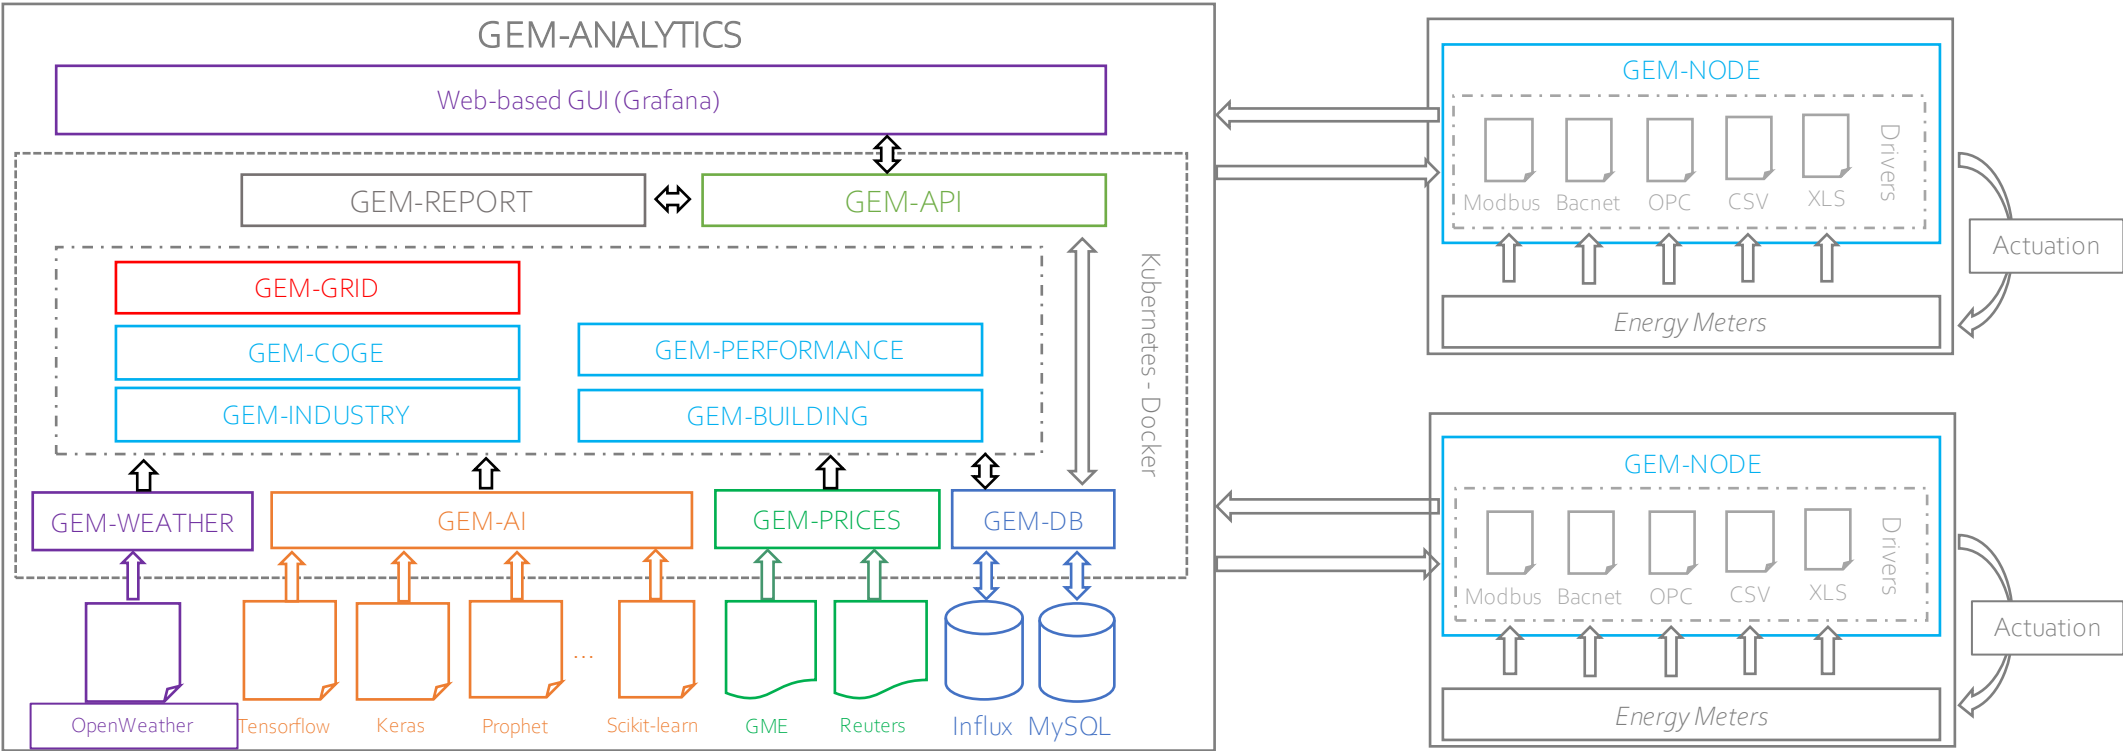 GEM-ANALYTICS
Web-based GUI (Grafana)
GEM-REPORT
GEM-API
GEM-GRID
GEM-COGE
GEM-PERFORMANCE
GEM-INDUSTRY
GEM-BUILDING
Kubernetes - Docker
GEM-WEATHER
GEM-AI
GEM-PRICES
GEM-DB
...
OpenWeather
Tensorflow
Keras
Prophet
Scikit-learn
GME
Reuters
Influx
MySQL
GEM-NODE
Modbus
Bacnet
OPC
CSV
XLS
Drivers
Energy Meters
Actuation
GEM-NODE
Modbus
Bacnet
OPC
CSV
XLS
Drivers
Energy Meters
Actuation